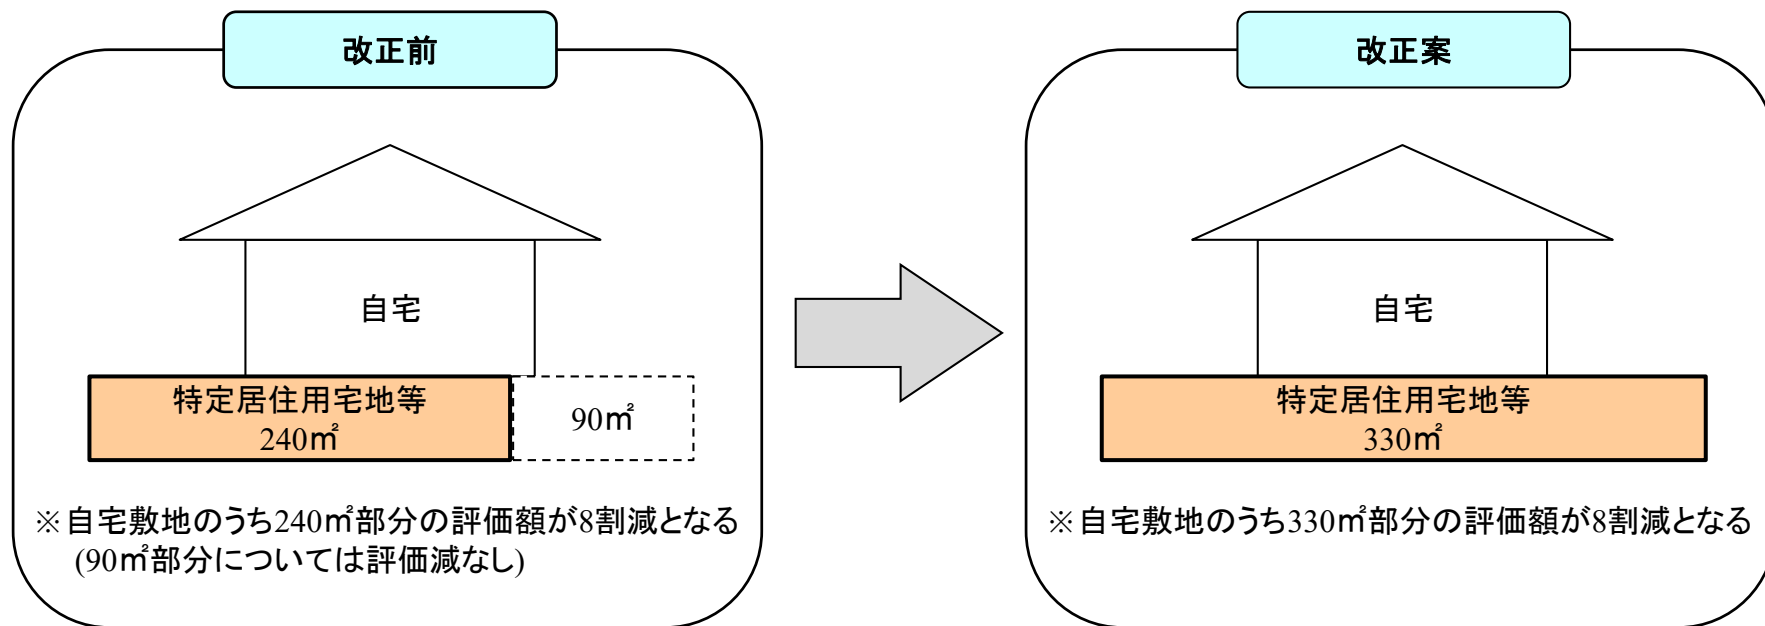 改正前
自宅
特定居住用宅地等
240㎡
90㎡
※自宅敷地のうち240㎡部分の評価額が8割減となる
(90㎡部分については評価減なし)
改正案
自宅
特定居住用宅地等
330㎡
※自宅敷地のうち330㎡部分の評価額が8割減となる